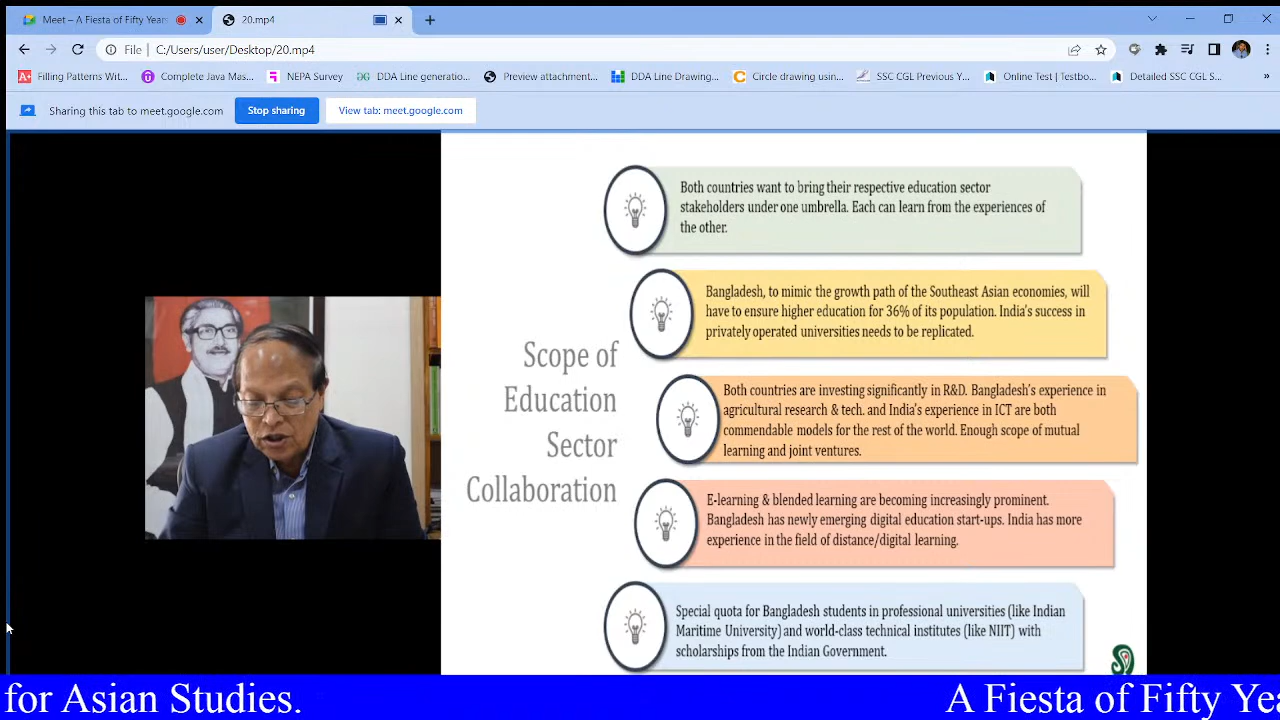 Meet – A Fiesta of Fifty Years
20.mp4
File | C:/Users/user/Desktop/20.mp4
Filling Patterns Wit...
Complete Java Mas...
NEPA Survey
DDA Line generatio...
Preview attachment...
DDA Line Drawing...
Circle drawing usin...
SSC CGL Previous Y...
Online Test1 | Testbo...
Detailed SSC CGL S...
»
Sharing this tab to meet.google.com
Stop sharing
View tab: meet.google.com
Scope of
Education
Sector
Collaboration
Both countries want to bring their respective education sector
stakeholders under one umbrella. Each can learn from the experiences of
the other.
Bangladesh, to mimic the growth path of the Southeast Asian economies, will
have to ensure higher education for 36% of its population. India's success in
privately operated universities needs to be replicated.
Both countries are investing significantly in R&D. Bangladesh's experience in
agricultural research & tech. and India's experience in ICT are both
commendable models for the rest of the world. Enough scope of mutual
learning and joint ventures.
E-learning & blended learning are becoming increasingly prominent.
Bangladesh has newly emerging digital education start-ups. India has more
experience in the field of distance/digital learning.
Special quota for Bangladesh students in professional universities (like Indian
Maritime University) and world-class technical institutes (like NIIT) with
scholarships from the Indian Government.
for Asian Studies.
A Fiesta of Fifty Yea